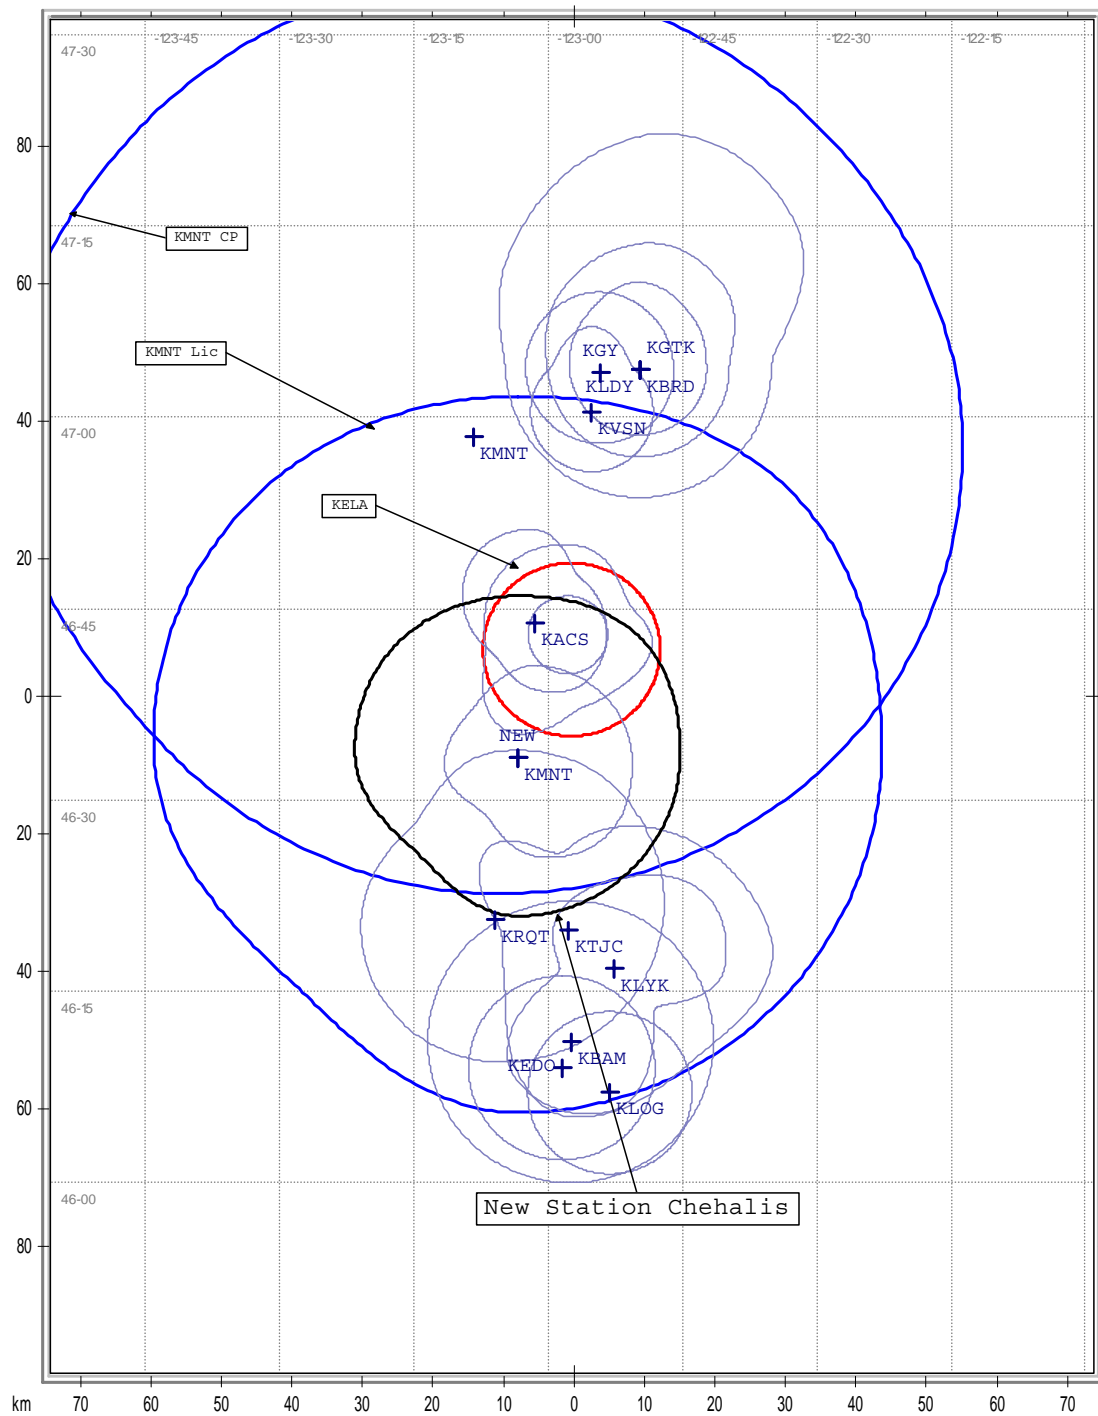 -123-45 -123-30 -123-15 -123-00 -122-45 -122-30 -122-15
47-30
80
KMNT CP
47-15
60
KGTK
KGY
KMNT Lic
KLDY KBRD
40
KVSN
47-00
KMNT
KELA
20
46-45
KACS
0
NEW
KMNT
46-30
20
KRQT
KTJC
40
KLYK
46-15
KBAM
KEDO
60
KLOG
46-00
New Station Chehalis
80
km 70 60 50 40 30 20 10 0 10 20 30 40 50 60 70